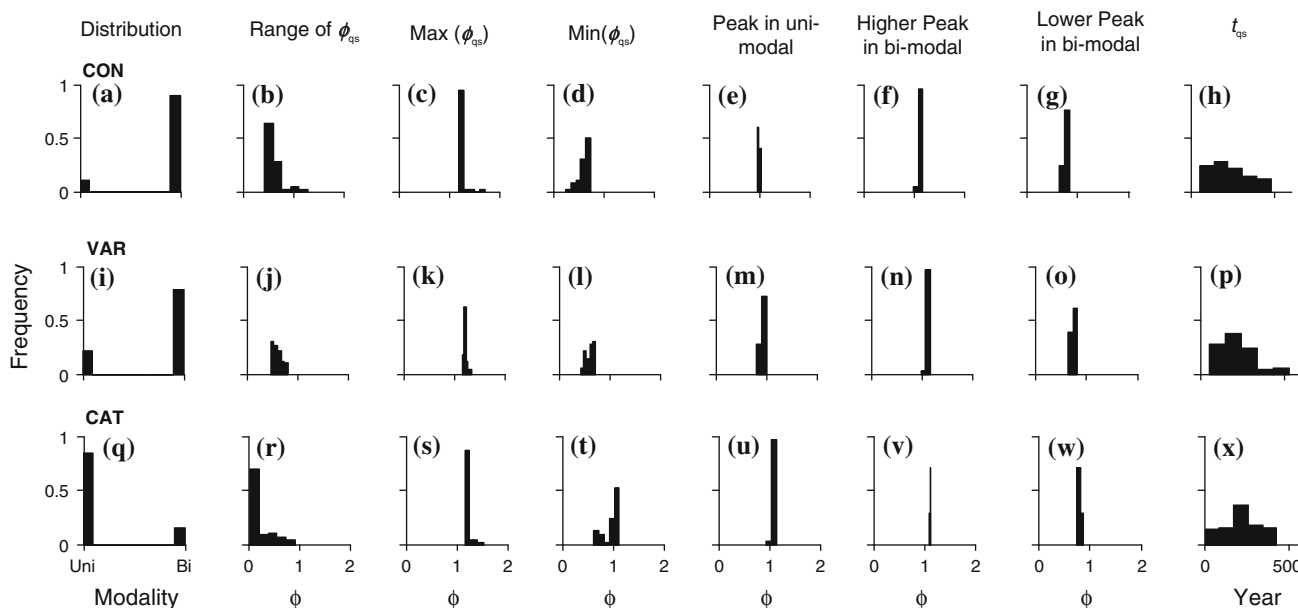 Distribution
Range of ϕqs
Max (ϕqs)
Min(ϕqs)
Peak in uni-
modal
Higher Peak
in bi-modal
Lower Peak
in bi-modal
tqs
CON
1
0.5
0
(a)
(b)
(c)
(d)
(e)
(f)
(g)
(h)
Frequency
VAR
1
0.5
0
(i)
(j)
(k)
(l)
(m)
(n)
(o)
(p)
CAT
1
0.5
0
(q)
(r)
(s)
(t)
(u)
(v)
(w)
(x)
Uni Bi
0 1 2
0 1 2
0 1 2
0 1 2
0 1 2
0 1 2
0 500
Modality
ϕ
ϕ
ϕ
ϕ
ϕ
ϕ
Year